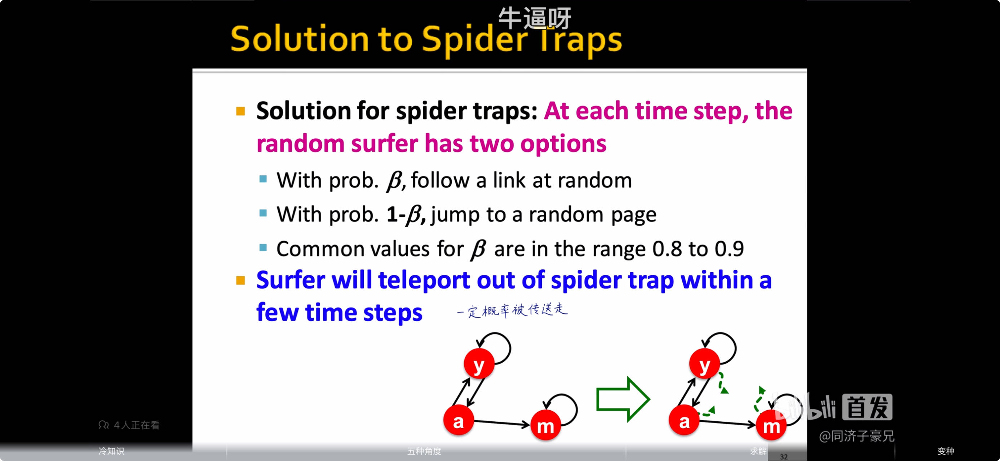 牛逼呀
Solution to Spider Traps
Solution for spider traps: At each time step, the
random surfer has two options
With prob. β, follow a link at random
With prob. 1-β, jump to a random page
Common values for β are in the range 0.8 to 0.9
Surfer will teleport out of spider trap within a
few time steps
一定概率被传送走
y
a
m
y
a
m
bilibili 首发
@同济子豪兄
4人正在看
冷知识
五种角度
求解
变种
32